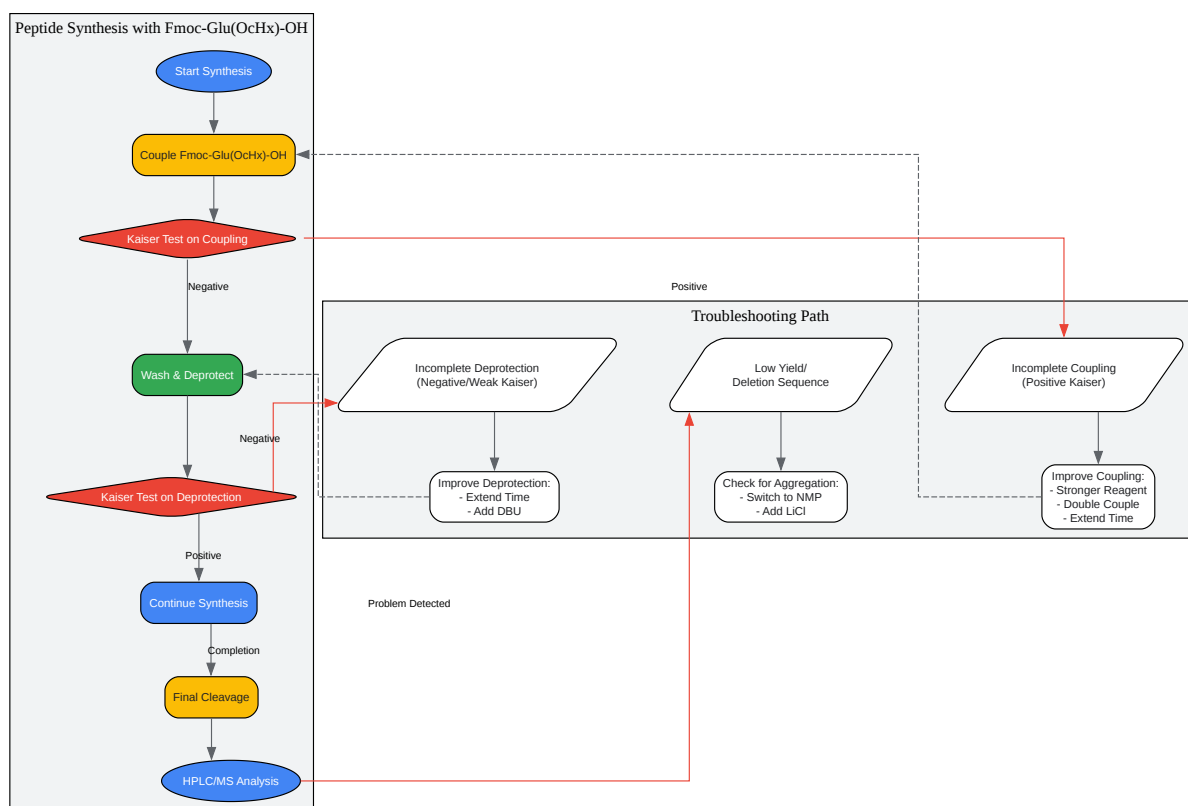 Peptide Synthesis with Fmoc-Glu(OcHx)-OH
Start Synthesis
Couple Fmoc-Glu(OcHx)-OH
Kaiser Test on Coupling
Negative
Positive
Troubleshooting Path
Wash & Deprotect
Incomplete Deprotection
(Negative/Weak Kaiser)
Low Yield/
Deletion Sequence
Incomplete Coupling
(Positive Kaiser)
Negative
Kaiser Test on Deprotection
Improve Deprotection:
- Extend Time
- Add DBU
Check for Aggregation:
- Switch to NMP
- Add LiCl
Improve Coupling:
- Stronger Reagent
- Double Couple
- Extend Time
Positive
Continue Synthesis
Problem Detected
Completion
Final Cleavage
HPLC/MS Analysis